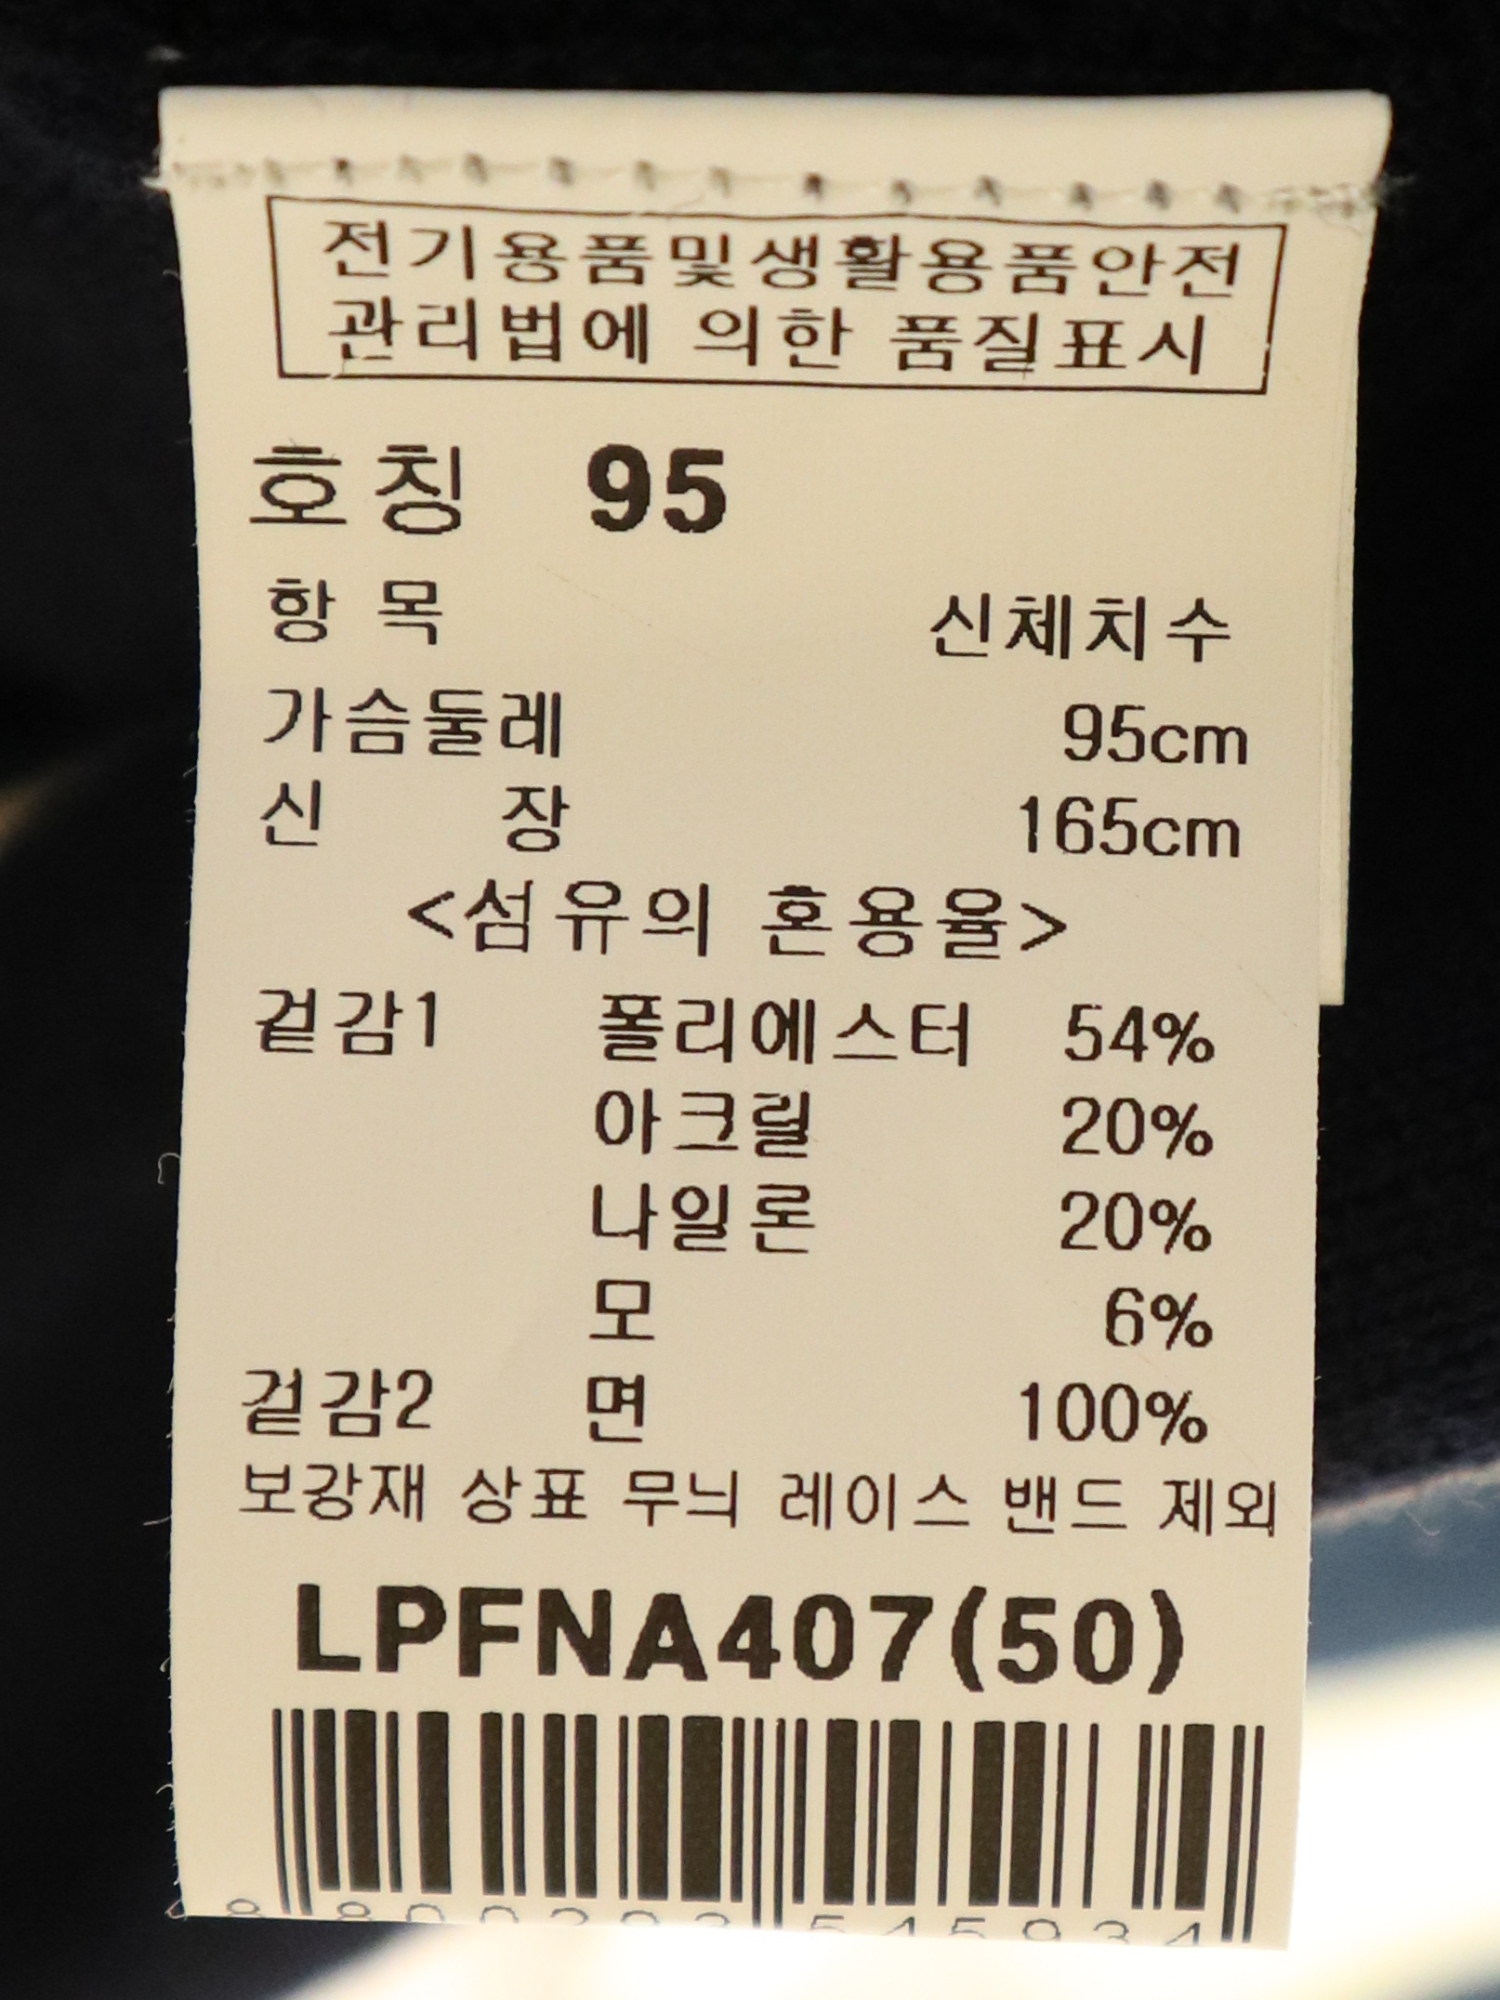 전기용품및생활용품안전
관리법에 의한 품질표시
호칭 95
항목 신체치수
가슴둘레 95cm
신장 165cm
<섬유의 혼용율>
겉감1 폴리에스터 54%
아크릴 20%
나일론 20%
모 6%
겉감2 면 100%
보강재 상표 무늬 레이스 밴드 제외
LPFNA407(50)